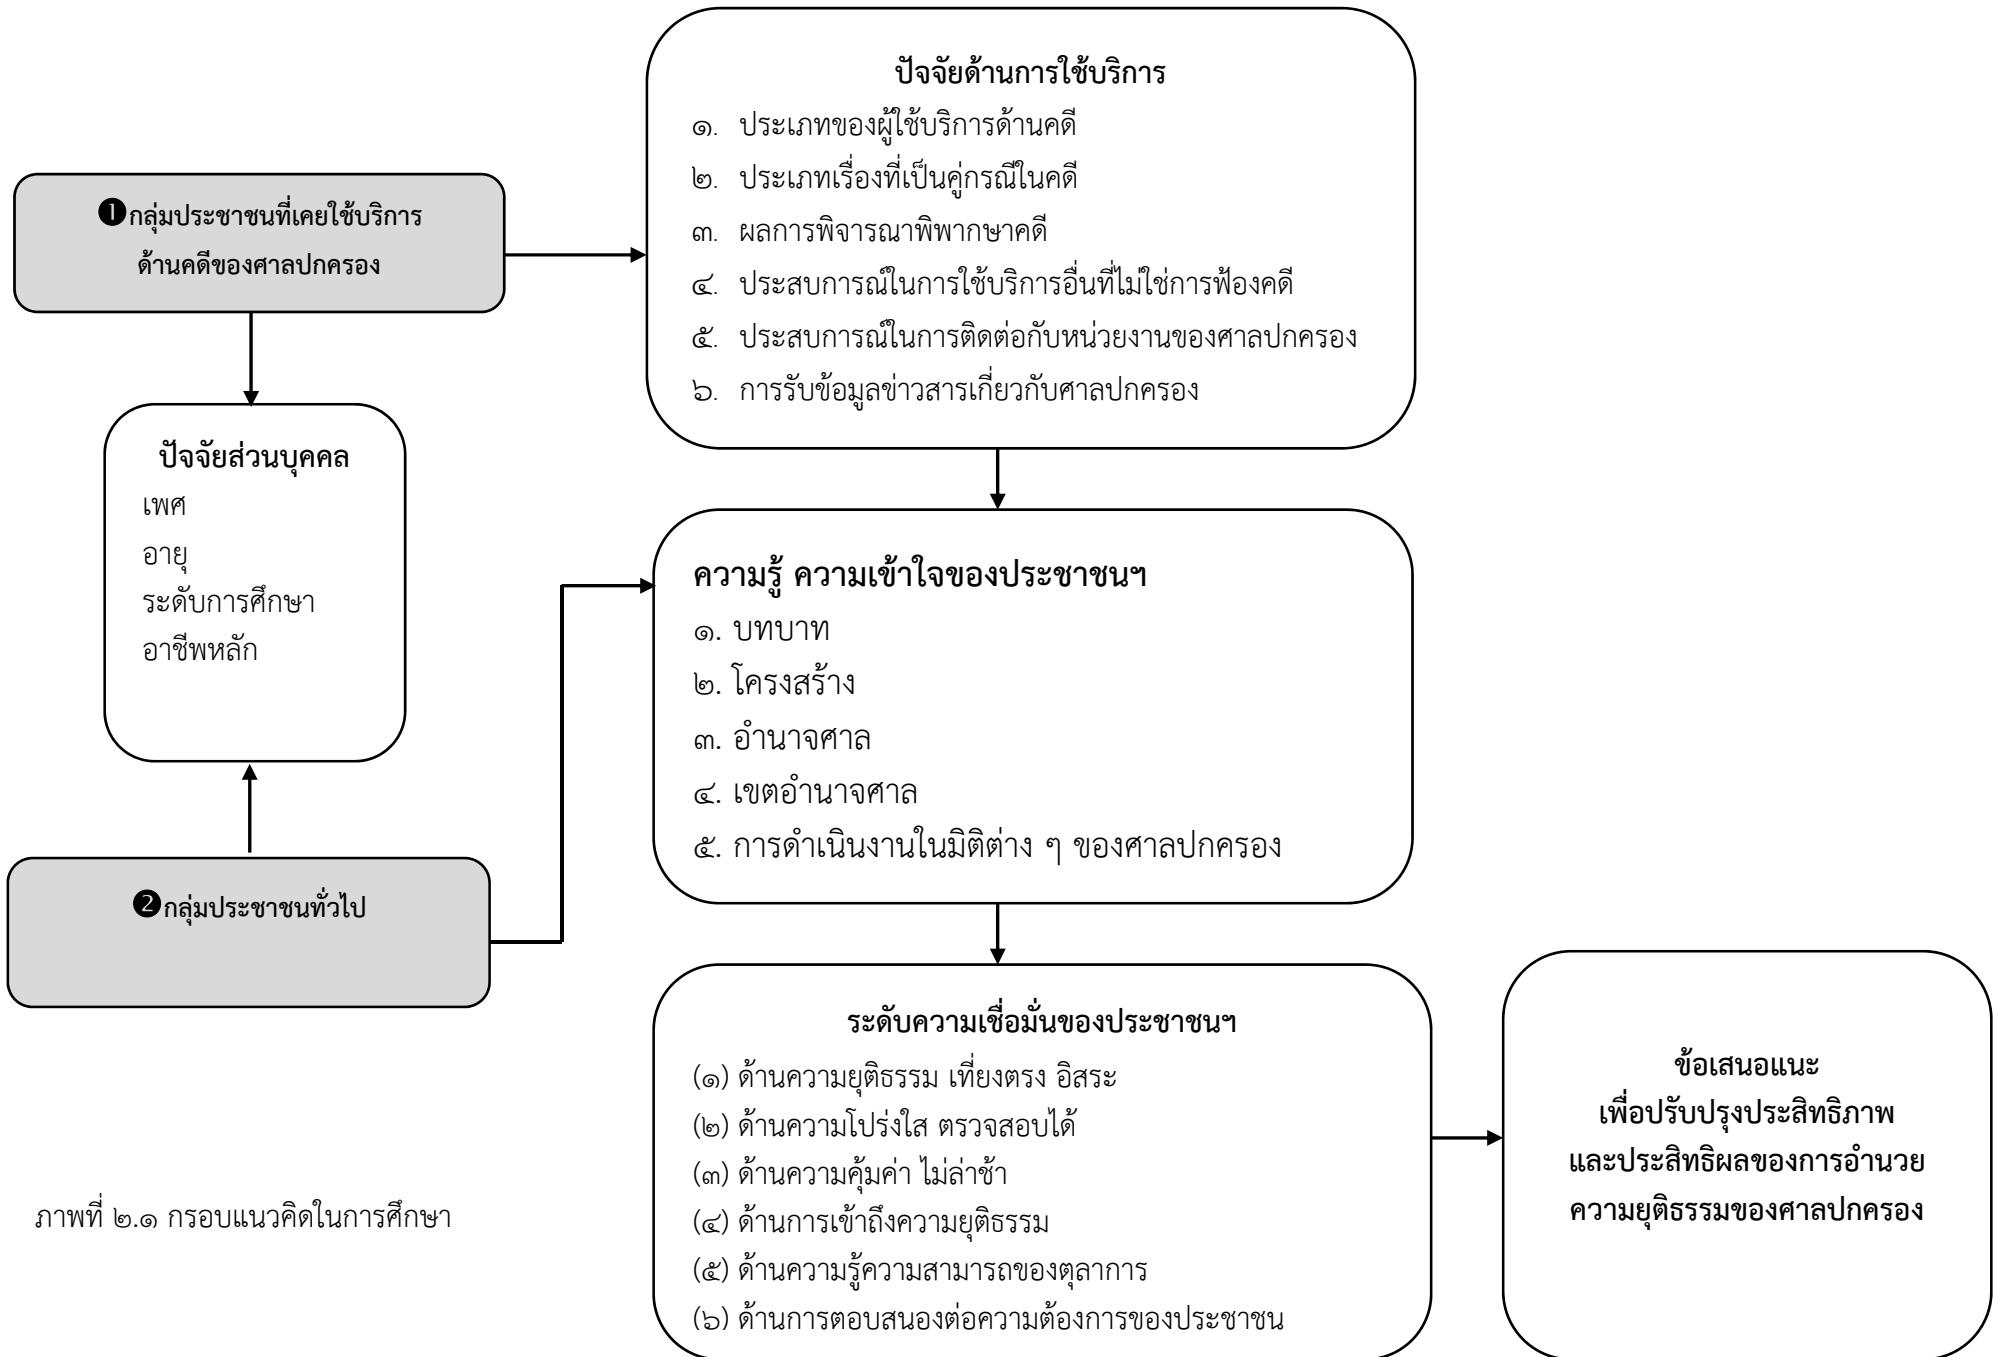 ปัจจัยด้านการใช้บริการ
๑. ประเภทของผู้ใช้บริการด้านคดี
๒. ประเภทเรื่องที่เป็นคู่กรณีในคดี
๓. ผลการพิจารณาพิพากษาคดี
๔. ประสบการณ์ในการใช้บริการอื่นที่ไม่ใช่การฟ้องคดี
๕. ประสบการณ์ในการติดต่อกับหน่วยงานของศาลปกครอง
๖. การรับข้อมูลข่าวสารเกี่ยวกับศาลปกครอง
❶กลุ่มประชาชนที่เคยใช้บริการ
ด้านคดีของศาลปกครอง
ปัจจัยส่วนบุคคล
เพศ
อายุ
ระดับการศึกษา
อาชีพหลัก
ความรู้ ความเข้าใจของประชาชนฯ
๑. บทบาท
๒. โครงสร้าง
๓. อำนาจศาล
๔. เขตอำนาจศาล
๕. การดำเนินงานในมิติต่าง ๆ ของศาลปกครอง
❷กลุ่มประชาชนทั่วไป
ระดับความเชื่อมั่นของประชาชนฯ
(๑) ด้านความยุติธรรม เที่ยงตรง อิสระ
(๒) ด้านความโปร่งใส ตรวจสอบได้
(๓) ด้านความคุ้มค่า ไม่ล่าช้า
(๔) ด้านการเข้าถึงความยุติธรรม
(๕) ด้านความรู้ความสามารถของตุลาการ
(๖) ด้านการตอบสนองต่อความต้องการของประชาชน
ข้อเสนอแนะ
เพื่อปรับปรุงประสิทธิภาพ
และประสิทธิผลของการอำนวย
ความยุติธรรมของศาลปกครอง
ภาพที่ ๒.๑ กรอบแนวคิดในการศึกษา